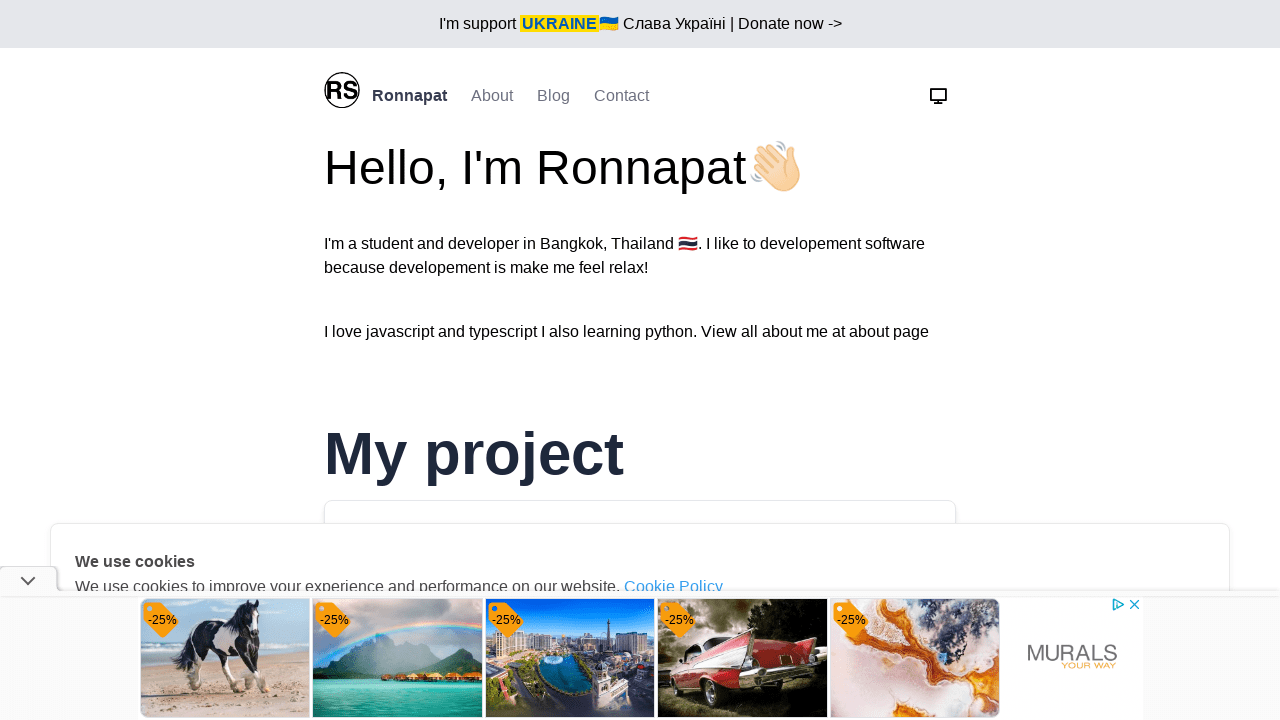 I'm support UKRAINE🇺🇦 Слава Україні | Donate now ->
RS Ronnapat About Blog Contact
Hello, I'm Ronnapat👋🏻
I'm a student and developer in Bangkok, Thailand 🇹🇭. I like to developement software
because developement is make me feel relax!
I love javascript and typescript I also learning python. View all about me at about page
My project
We use cookies
We use cookies to improve your experience and performance on our website. Cookie Policy
-25% -25% -25% -25% -25%
MURALS
YOUR WAY